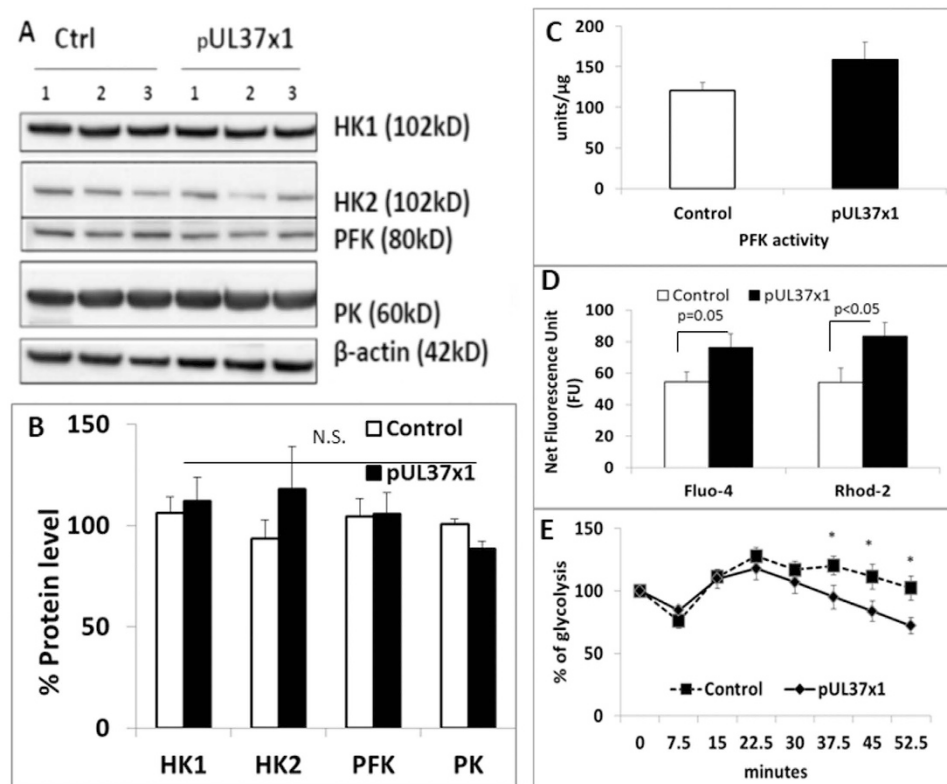 A
Ctrl
pUL37x1
1 2 3 1 2 3
HK1 (102kD)
HK2 (102kD)
PFK (80kD)
PK (60kD)
β-actin (42kD)
B
% Protein level
150
100
50
0
N.S.
Control
pUL37x1
HK1 HK2 PFK PK
C
units/µg
200
150
100
50
0
Control pUL37x1
PFK activity
D
Net Fluorescence Unit
(FU)
100
80
60
40
20
0
Control pUL37x1
p=0.05
p<0.05
Fluo-4 Rhod-2
E
% of glycolysis
150
100
50
0
* * *
Control pUL37x1
0 7.5 15 22.5 30 37.5 45 52.5
minutes